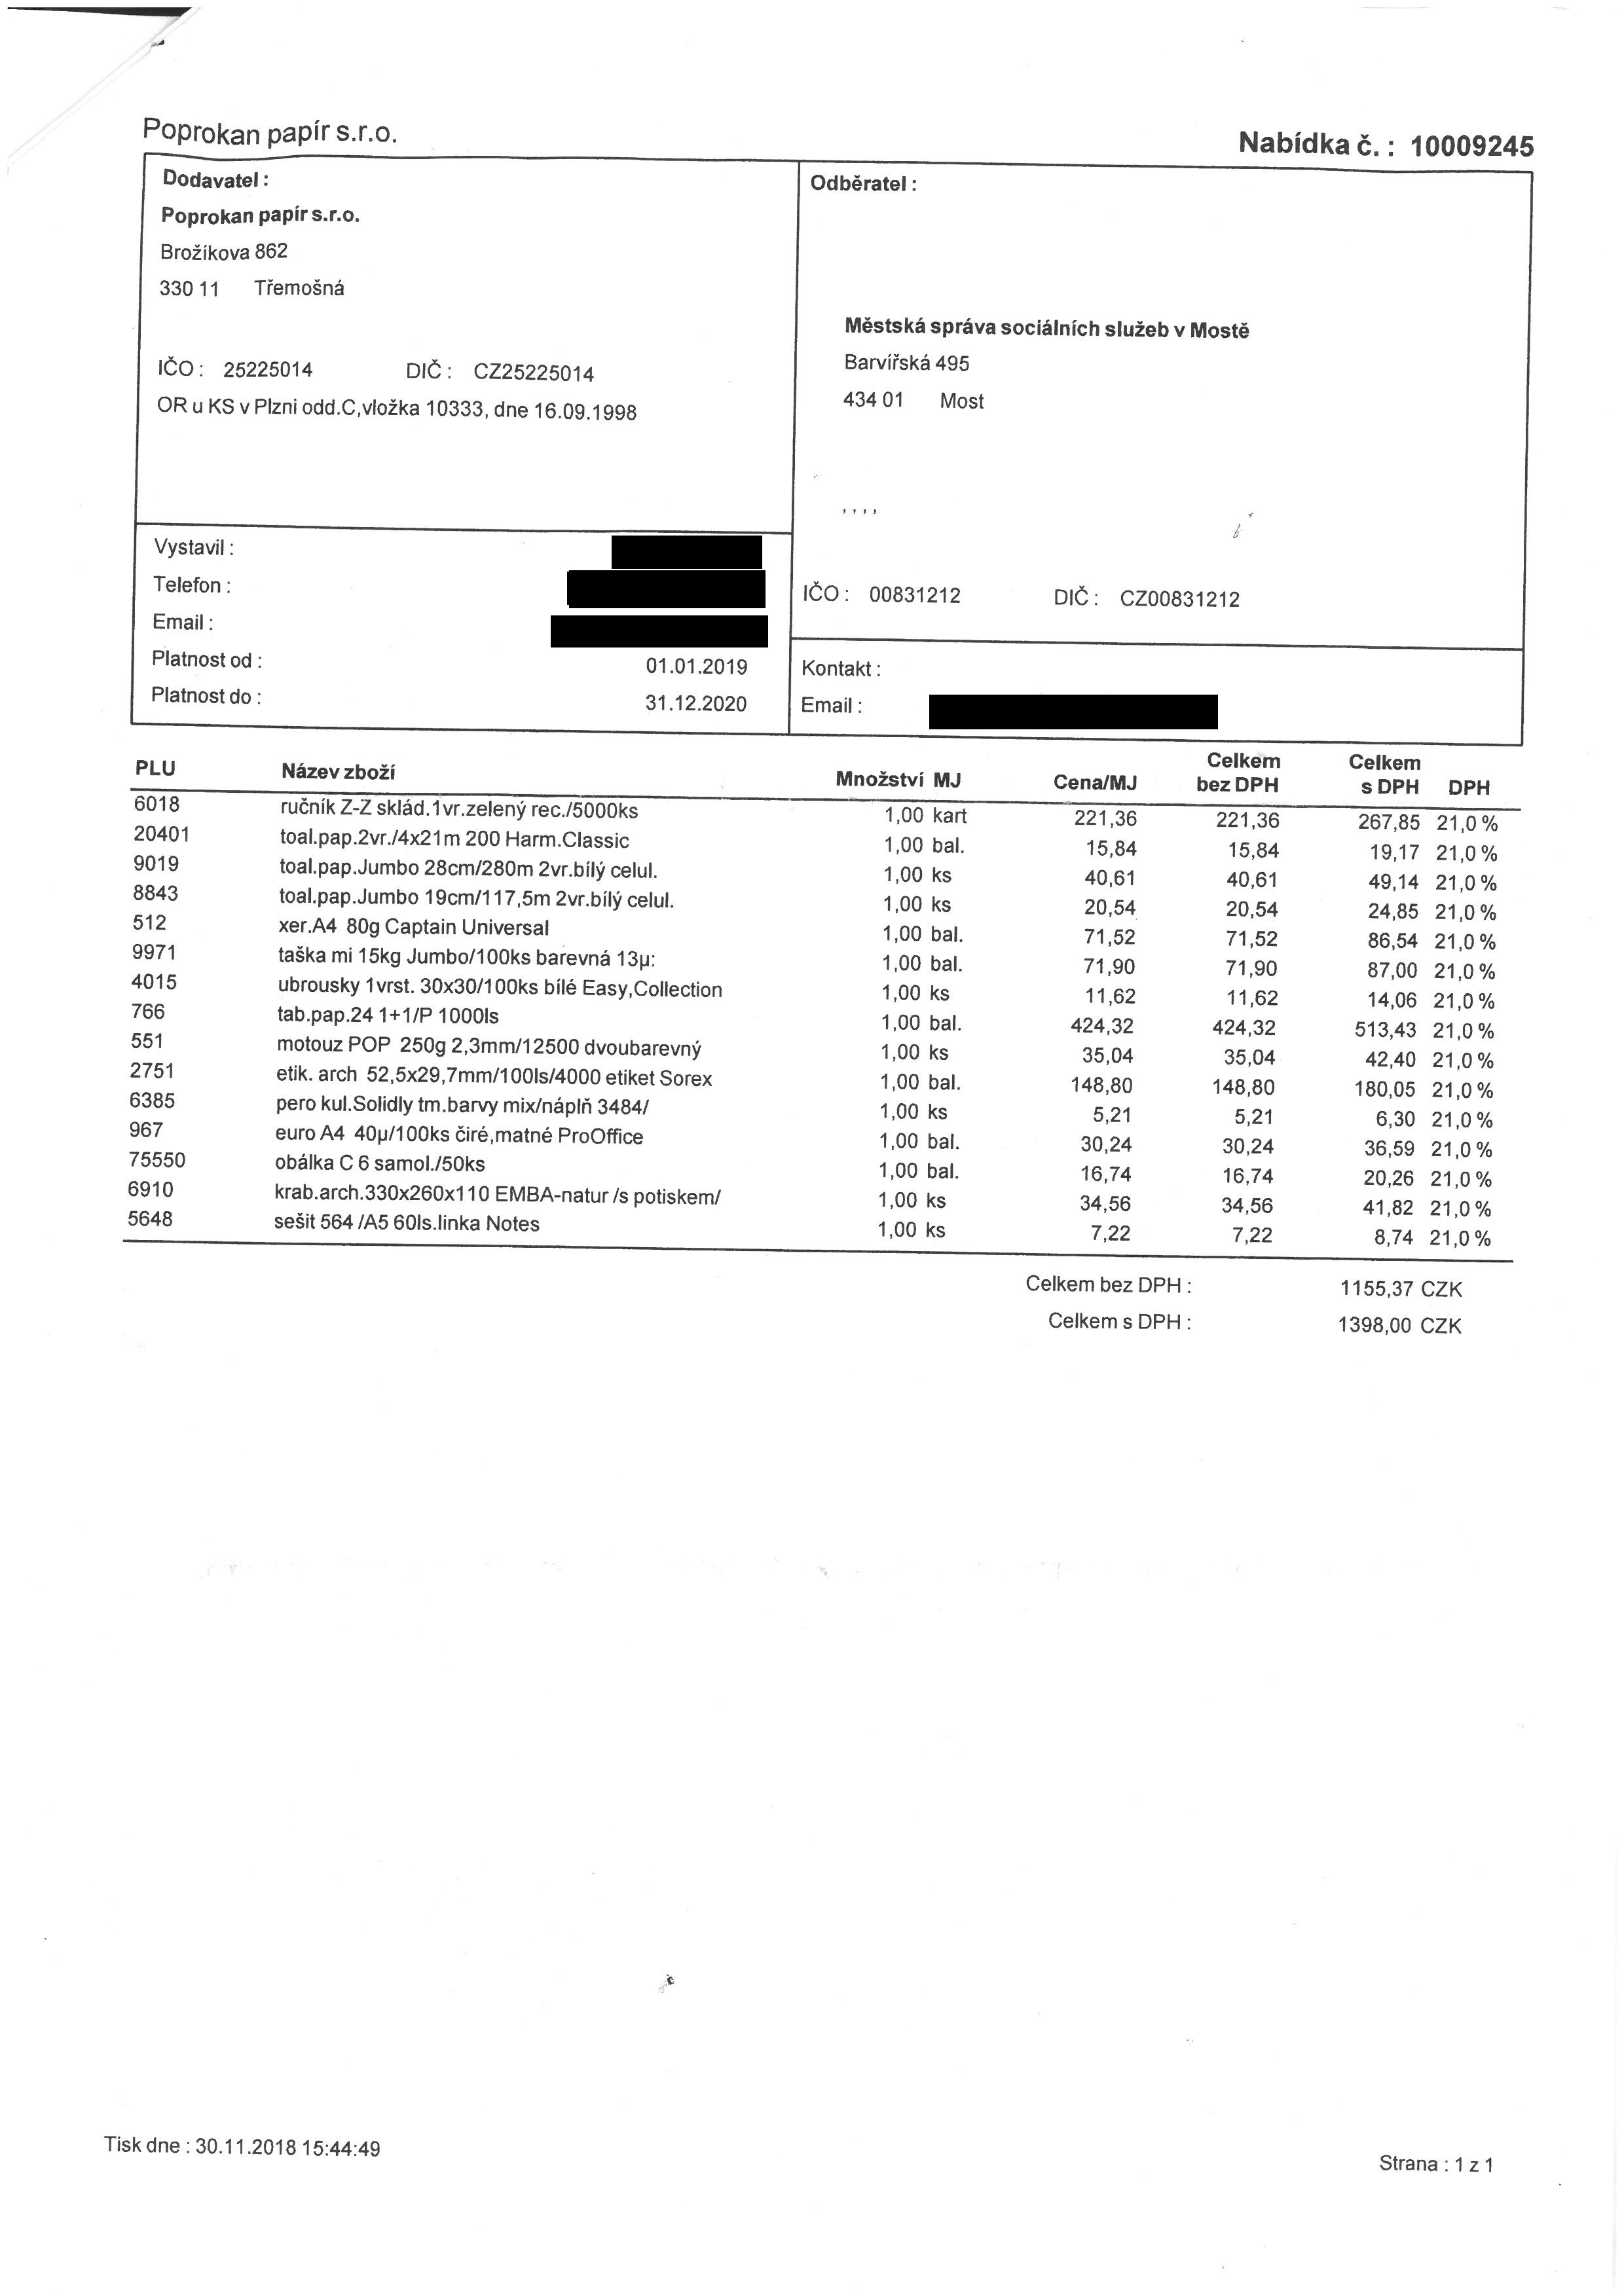 Poprokan papír s.r.o.
Nabídka č. : 10009245
Dodavatel :
Poprokan papír s.r.o.
Brožíkova 862
330 11 Třemošná
IČO : 25225014 DIČ : CZ25225014
OR u KS v Plzni odd.C,vložka 10333, dne 16.09.1998
Odběratel :
Městská správa sociálních služeb v Mostě
Barvířská 495
434 01 Most
, , , ,
IČO : 00831212 DIČ : CZ00831212
Vystavil :
Telefon :
Email :
Platnost od : 01.01.2019
Platnost do : 31.12.2020
Kontakt :
Email :
PLU Název zboží Množství MJ Cena/MJ Celkem bez DPH Celkem s DPH DPH
6018 ručník Z-Z sklád.1vr.zelený rec./5000ks 1,00 kart 221,36 221,36 267,85 21,0 %
20401 toal.pap.2vr./4x21m 200 Harm.Classic 1,00 bal. 15,84 15,84 19,17 21,0 %
9019 toal.pap.Jumbo 28cm/280m 2vr.bílý celul. 1,00 ks 40,61 40,61 49,14 21,0 %
8843 toal.pap.Jumbo 19cm/117,5m 2vr.bílý celul. 1,00 ks 20,54 20,54 24,85 21,0 %
512 xer.A4 80g Captain Universal 1,00 bal. 71,52 71,52 86,54 21,0 %
9971 taška mi 15kg Jumbo/100ks barevná 13µ: 1,00 bal. 71,90 71,90 87,00 21,0 %
4015 ubrousky 1vrst. 30x30/100ks bílé Easy,Collection 1,00 ks 11,62 11,62 14,06 21,0 %
766 tab.pap.24 1+1/P 1000ls 1,00 bal. 424,32 424,32 513,43 21,0 %
551 motouz POP 250g 2,3mm/12500 dvoubarevný 1,00 ks 35,04 35,04 42,40 21,0 %
2751 etik. arch 52,5x29,7mm/100ls/4000 etiket Sorex 1,00 bal. 148,80 148,80 180,05 21,0 %
6385 pero kul.Solidly tm.barvy mix/náplň 3484/ 1,00 ks 5,21 5,21 6,30 21,0 %
967 euro A4 40µ/100ks čiré,matné ProOffice 1,00 bal. 30,24 30,24 36,59 21,0 %
75550 obálka C 6 samol./50ks 1,00 bal. 16,74 16,74 20,26 21,0 %
6910 krab.arch.330x260x110 EMBA-natur /s potiskem/ 1,00 ks 34,56 34,56 41,82 21,0 %
5648 sešit 564 /A5 60ls.linka Notes 1,00 ks 7,22 7,22 8,74 21,0 %
Celkem bez DPH : 1155,37 CZK
Celkem s DPH : 1398,00 CZK
Tisk dne : 30.11.2018 15:44:49
Strana : 1 z 1